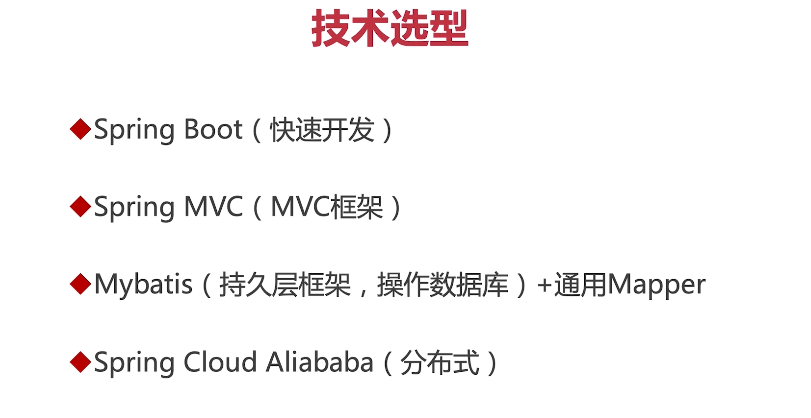 技术选型
◆Spring Boot（快速开发）
◆Spring MVC（MVC框架）
◆Mybatis（持久层框架，操作数据库）+通用Mapper
◆Spring Cloud Aliababa（分布式）